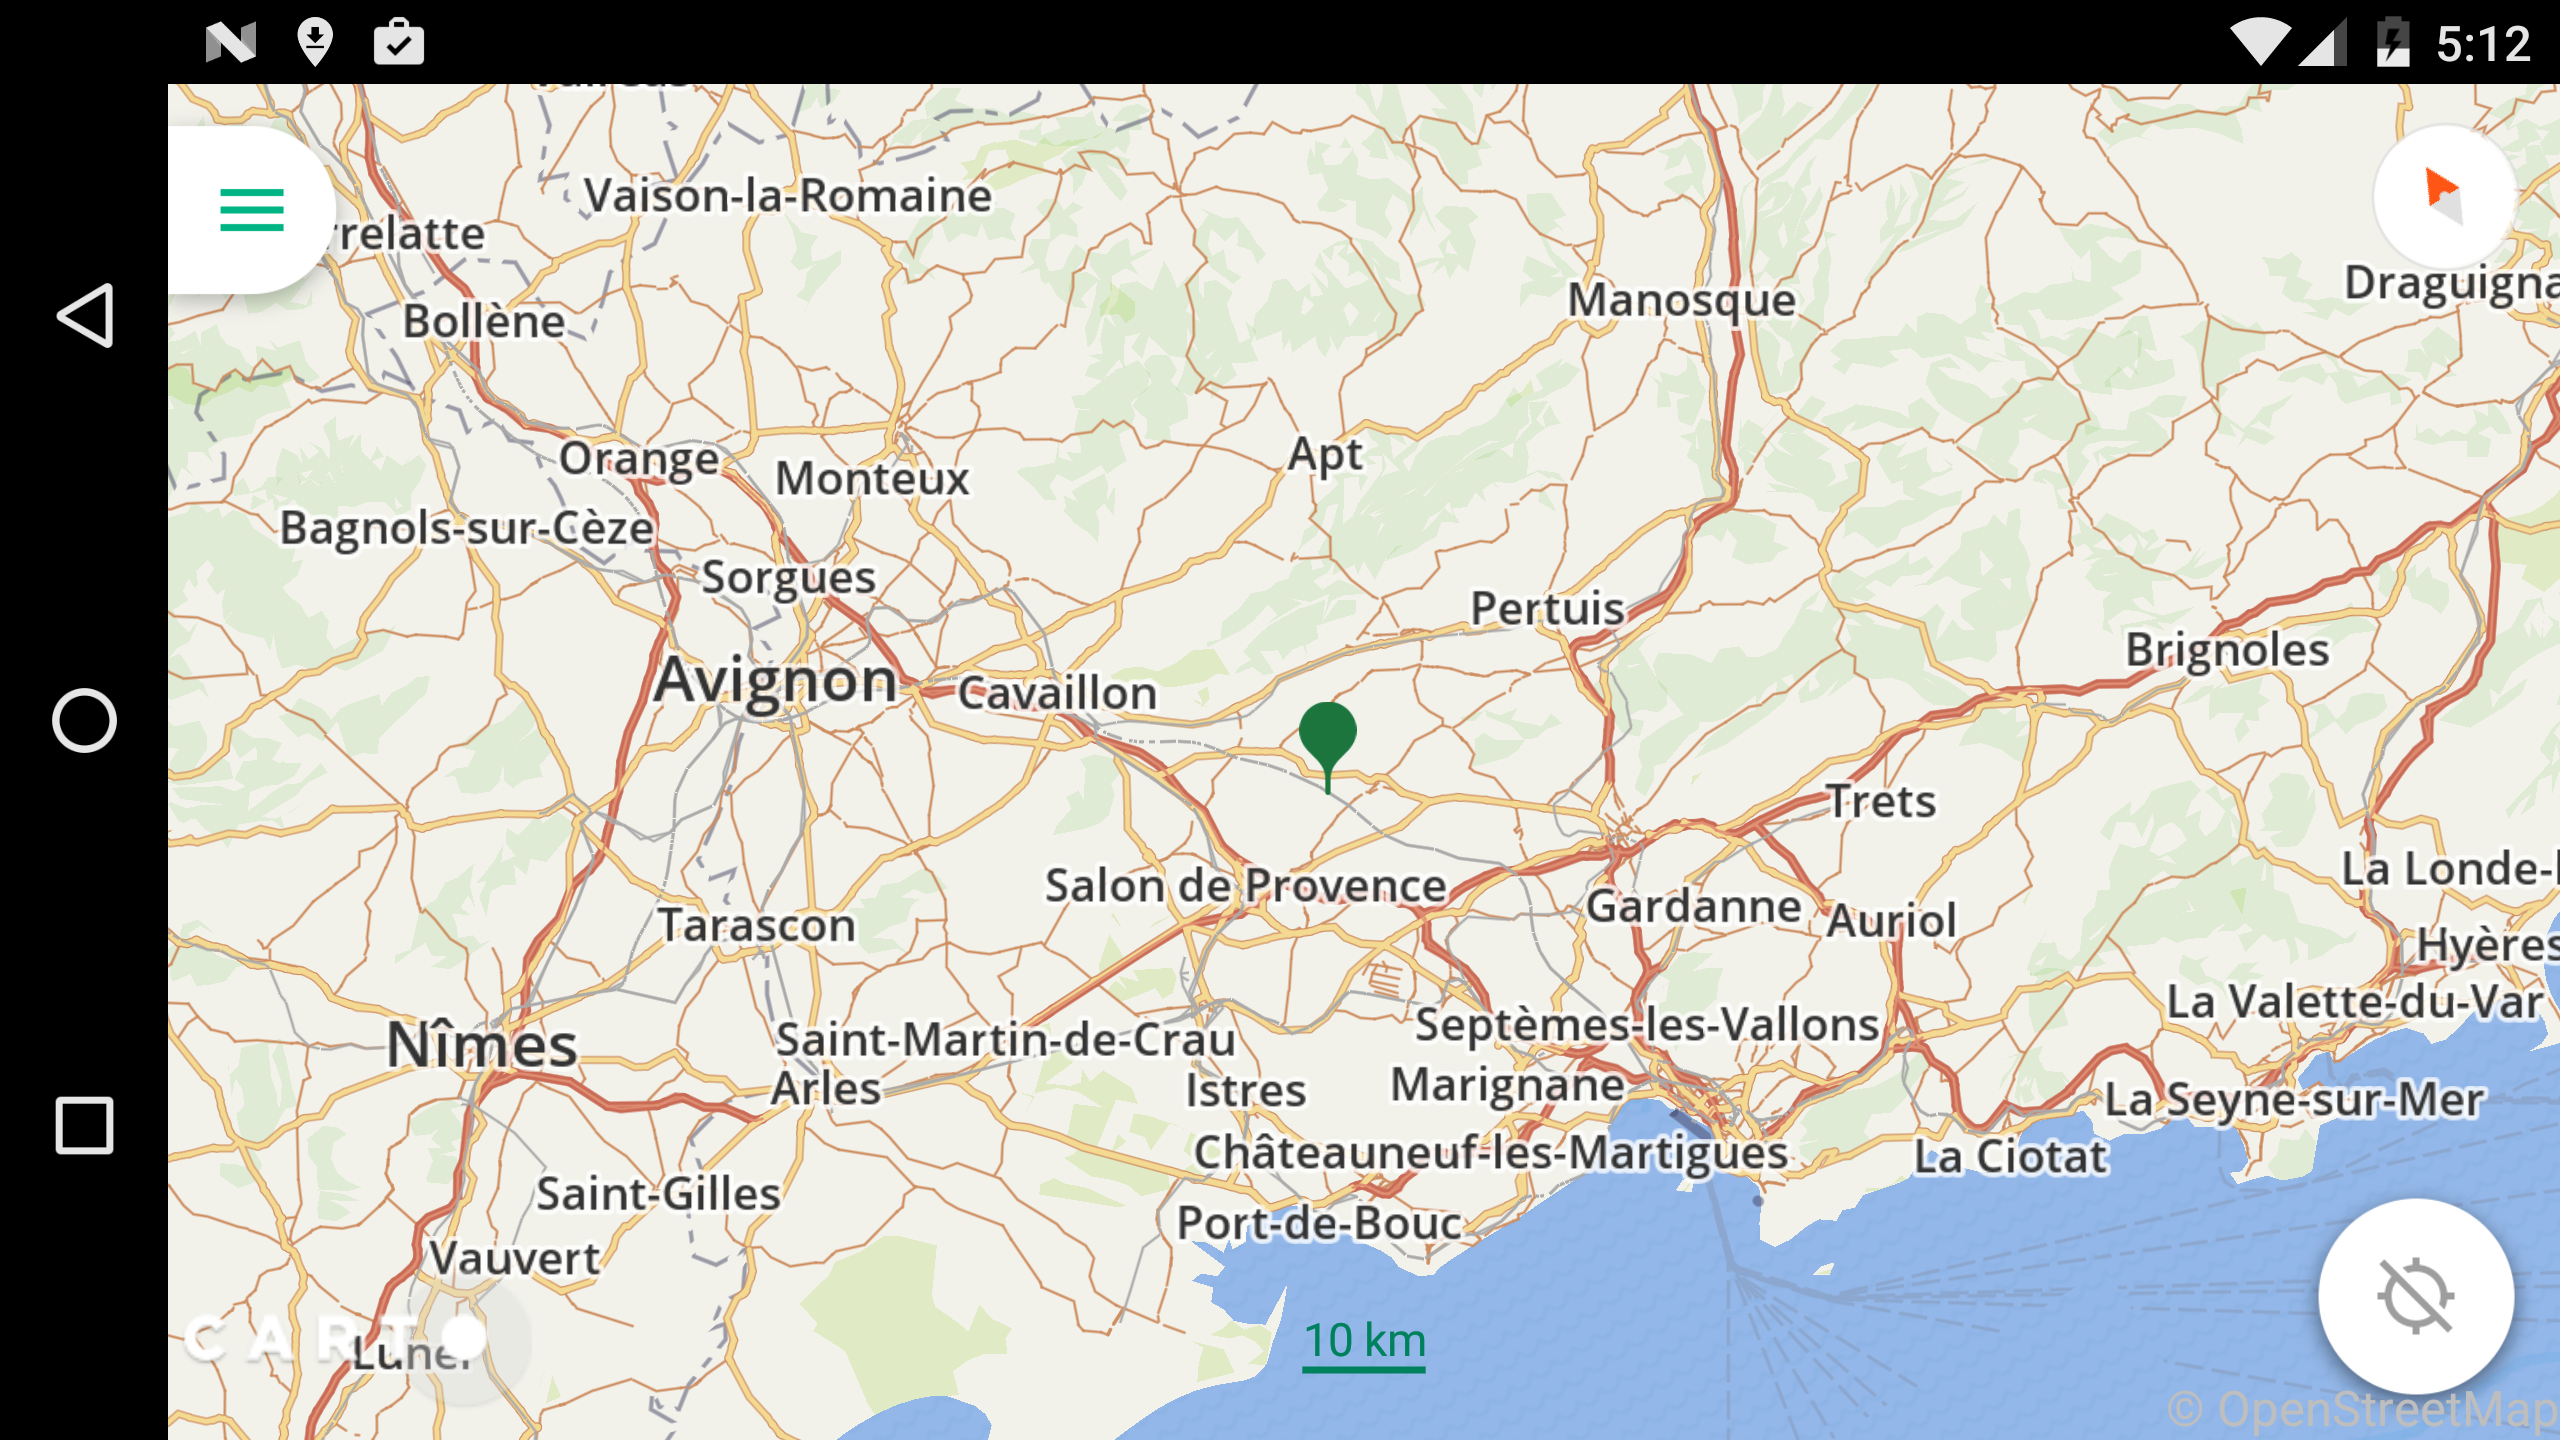 5:12
Vaison-la-Romaine
rrelatte
Draguigna
Manosque
Bollène
Apt
Orange
Monteux
Bagnols-sur-Cèze
Sorgues
Pertuis
Brignoles
Avignon
Cavaillon
Trets
La Londe-l
Salon de Provence
Gardanne
Auriol
Tarascon
Hyères
La Valette-du-Var
Septèmes-les-Vallons
Nîmes
Saint-Martin-de-Crau
Arles
Istres
Marignane
La Seyne-sur-Mer
Châteauneuf-les-Martigues
La Ciotat
Saint-Gilles
Port-de-Bouc
Vauvert
CARTO
Lunel
10 km
© OpenStreetMap